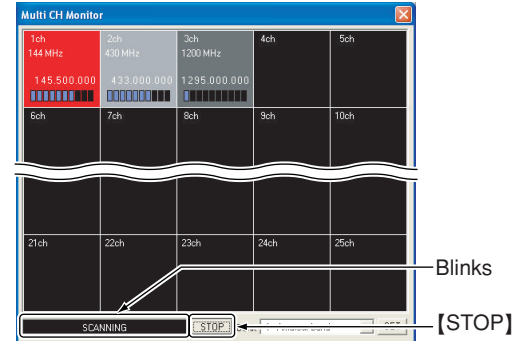 Multi CH Monitor
1ch 2ch 3ch 4ch 5ch
144 MHz 430 MHz 1200 MHz
145.500.000 433.000.000 1295.000.000
6ch 7ch 8ch 9ch 10ch
21ch 22ch 23ch 24ch 25ch
Blinks
SCANNING STOP
【STOP】